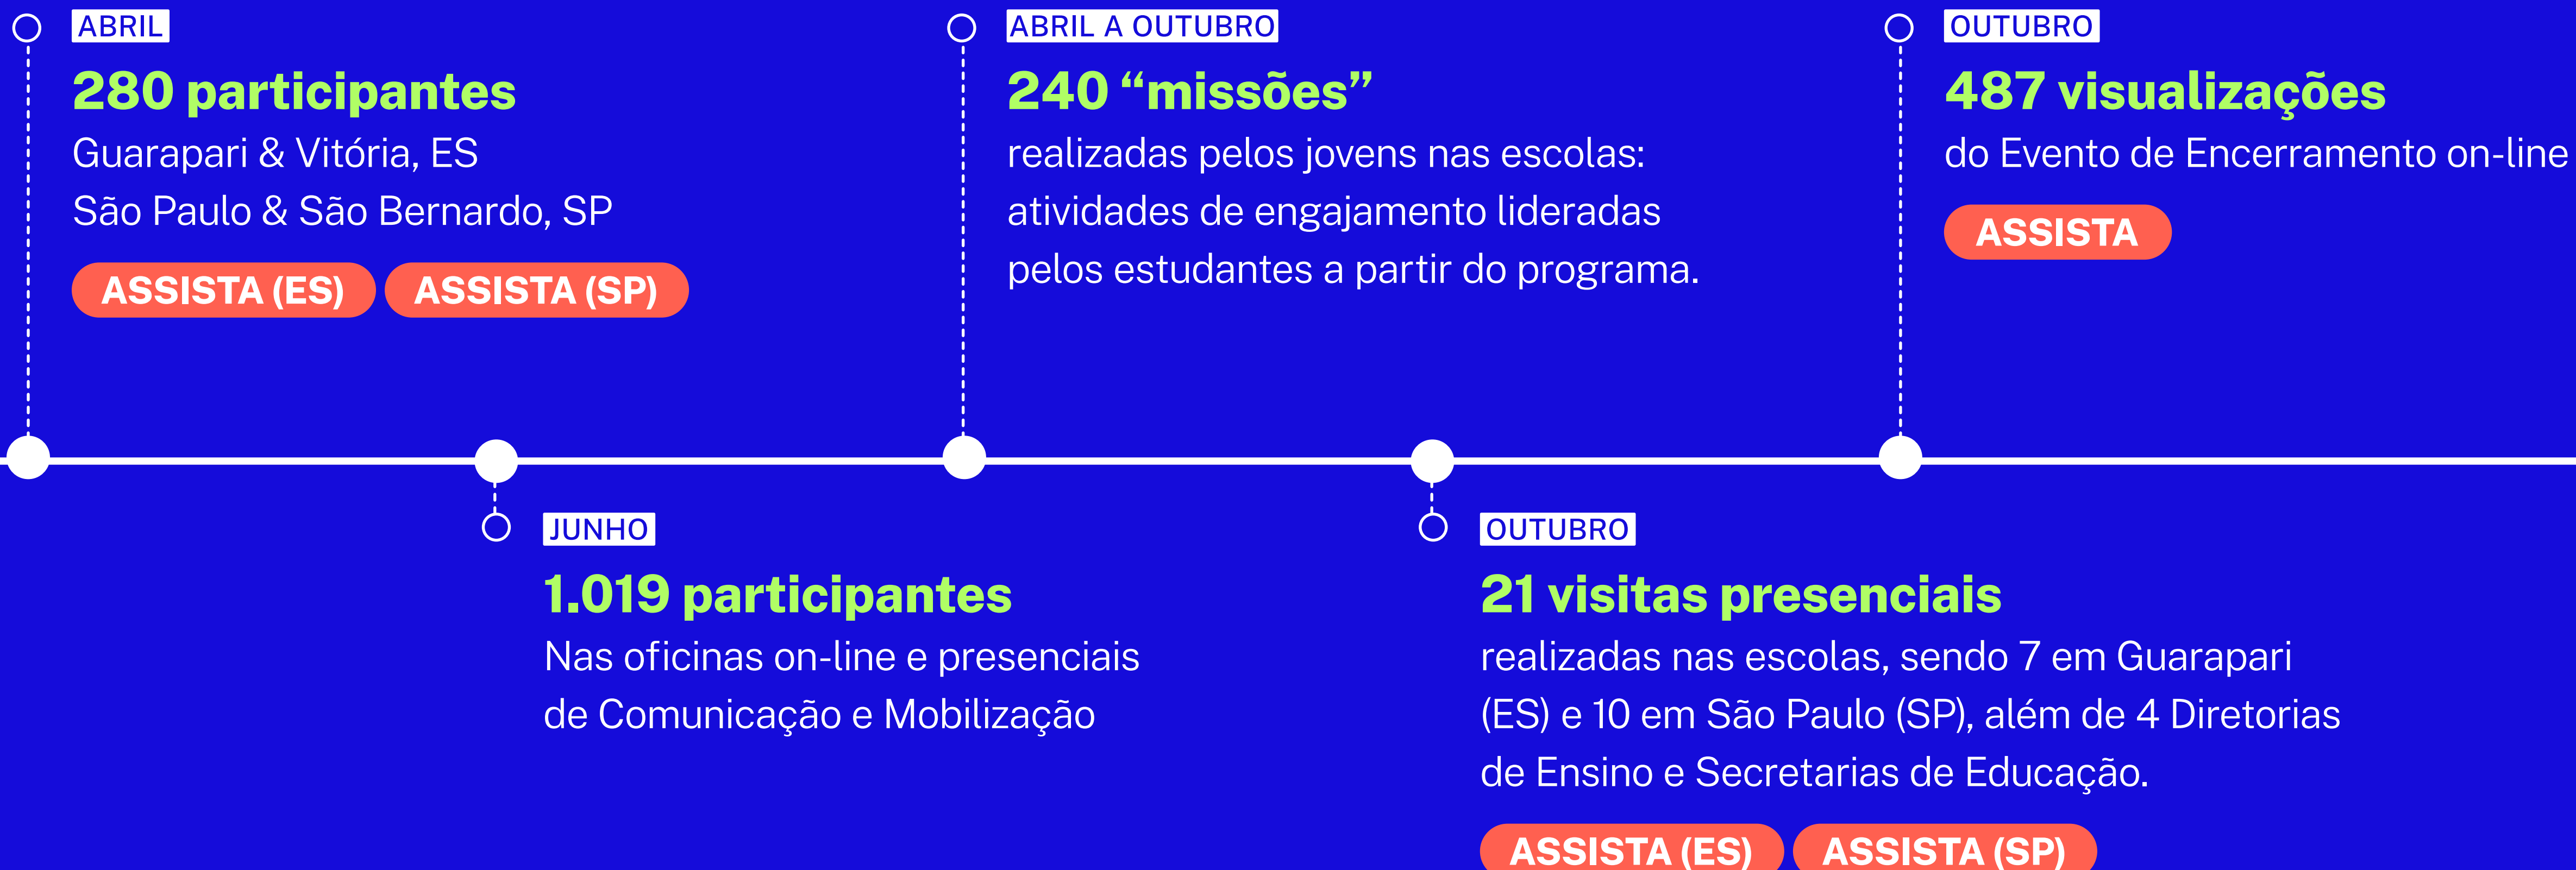 ABRIL
280 participantes
Guarapari & Vitória, ES
São Paulo & São Bernardo, SP
ASSISTA (ES) ASSISTA (SP)
JUNHO
1.019 participantes
Nas oficinas on-line e presenciais
de Comunicação e Mobilização
ABRIL A OUTUBRO
240 “missões”
realizadas pelos jovens nas escolas:
atividades de engajamento lideradas
pelos estudantes a partir do programa.
OUTUBRO
21 visitas presenciais
realizadas nas escolas, sendo 7 em Guarapari
(ES) e 10 em São Paulo (SP), além de 4 Diretorias
de Ensino e Secretarias de Educação.
ASSISTA (ES) ASSISTA (SP)
OUTUBRO
487 visualizações
do Evento de Encerramento on-line
ASSISTA